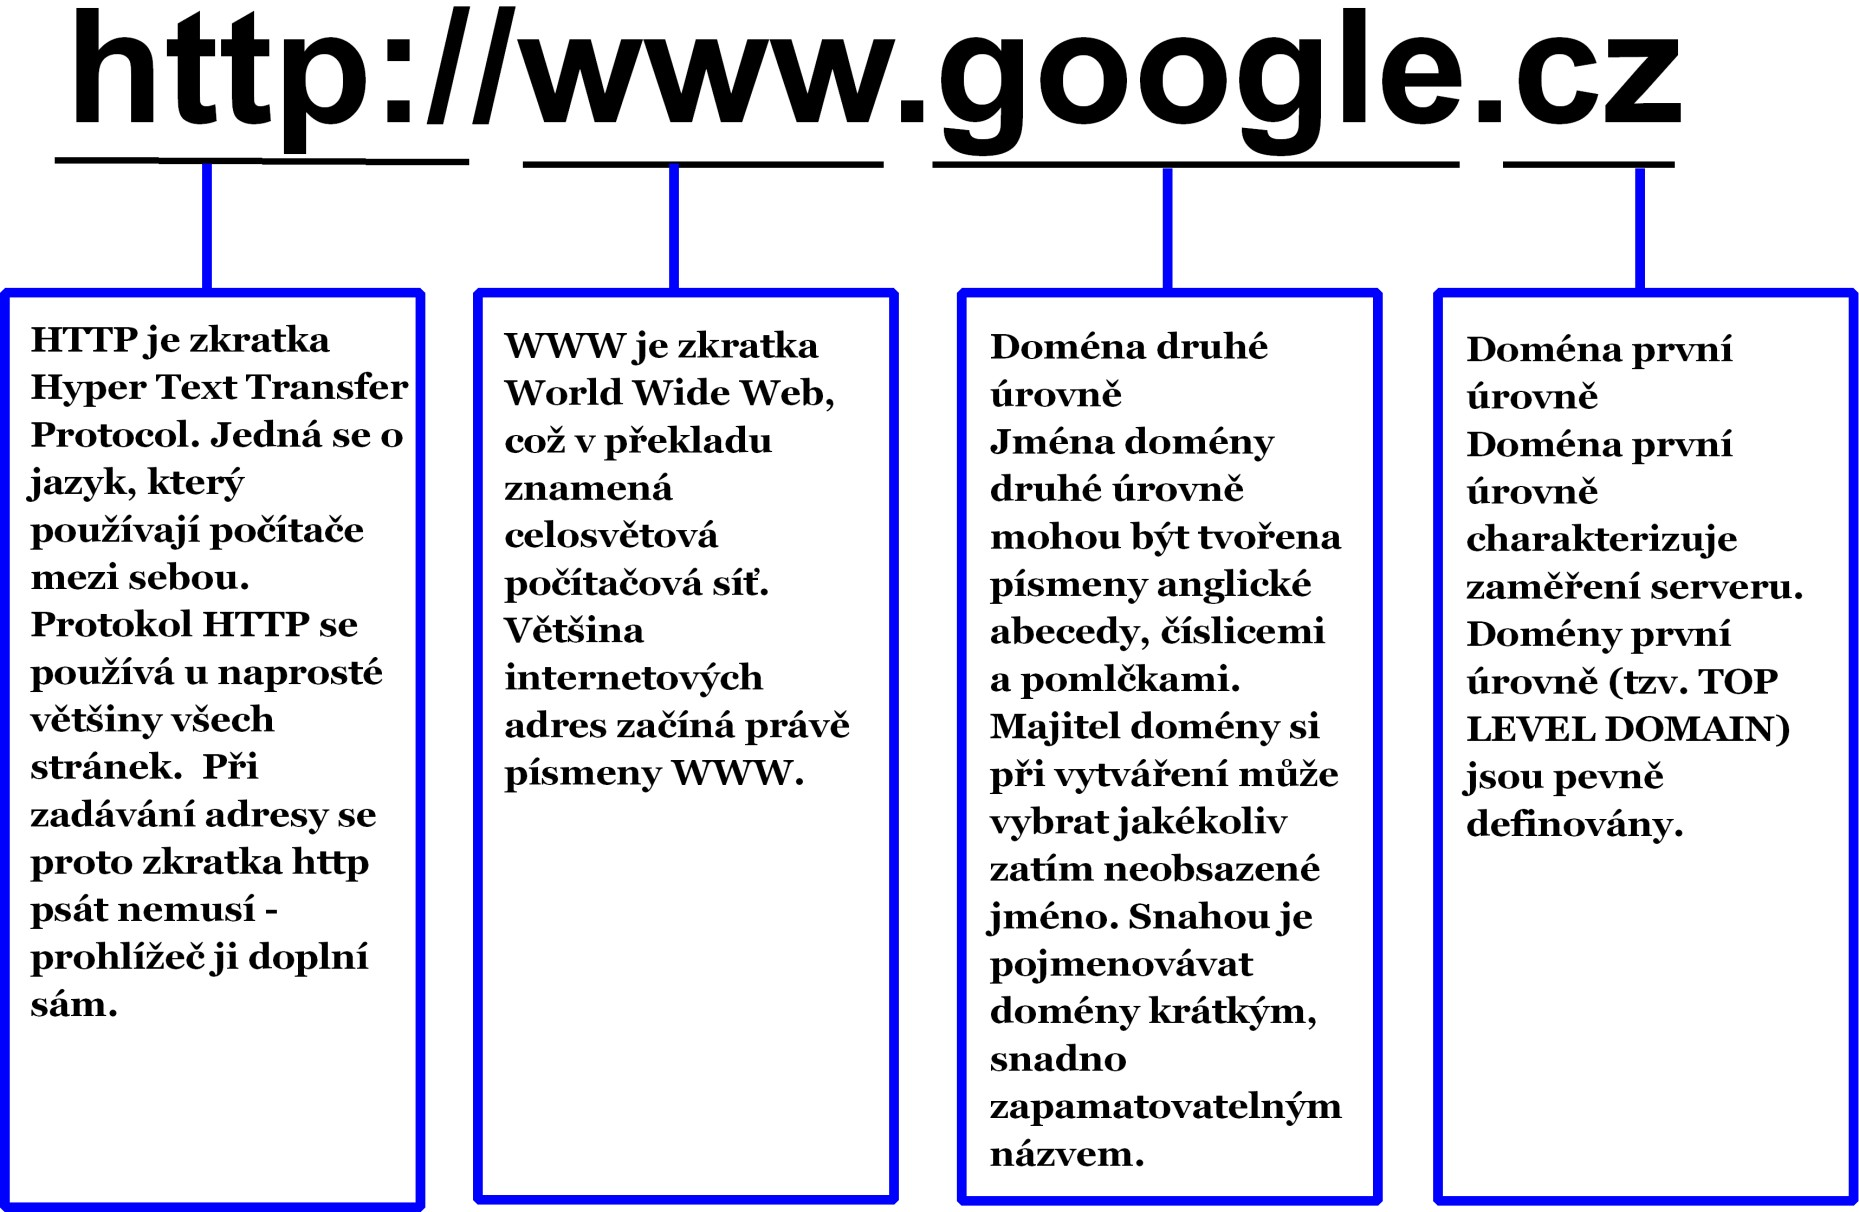 http://www.google.cz
HTTP je zkratka
Hyper Text Transfer
Protocol. Jedná se o
jazyk, který
používají počítače
mezi sebou.
Protokol HTTP se
používá u naprosté
většiny všech
stránek.  Při
zadávání adresy se
proto zkratka http
psát nemusí -
prohlížeč ji doplní
sám.
WWW je zkratka
World Wide Web,
což v překladu
znamená
celosvětová
počítačová síť.
Většina
internetových
adres začíná právě
písmeny WWW.
Doména druhé
úrovně
Jména domény
druhé úrovně
mohou být tvořena
písmeny anglické
abecedy, číslicemi
a pomlčkami.
Majitel domény si
při vytváření může
vybrat jakékoliv
zatím neobsazené
jméno. Snahou je
pojmenovávat
domény krátkým,
snadno
zapamatovatelným
názvem.
Doména první
úrovně
Doména první
úrovně
charakterizuje
zaměření serveru.
Domény první
úrovně (tzv. TOP
LEVEL DOMAIN)
jsou pevně
definovány.